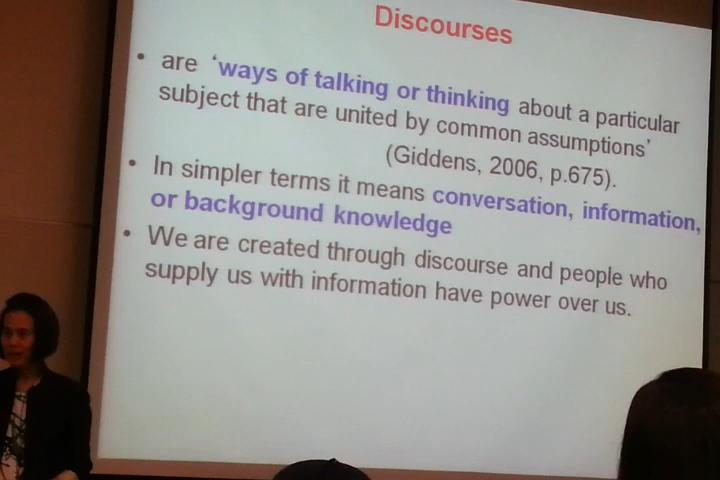 Discourses
• are ‘ways of talking or thinking about a particular
subject that are united by common assumptions’
(Giddens, 2006, p.675).
• In simpler terms it means conversation, information,
or background knowledge
• We are created through discourse and people who
supply us with information have power over us.